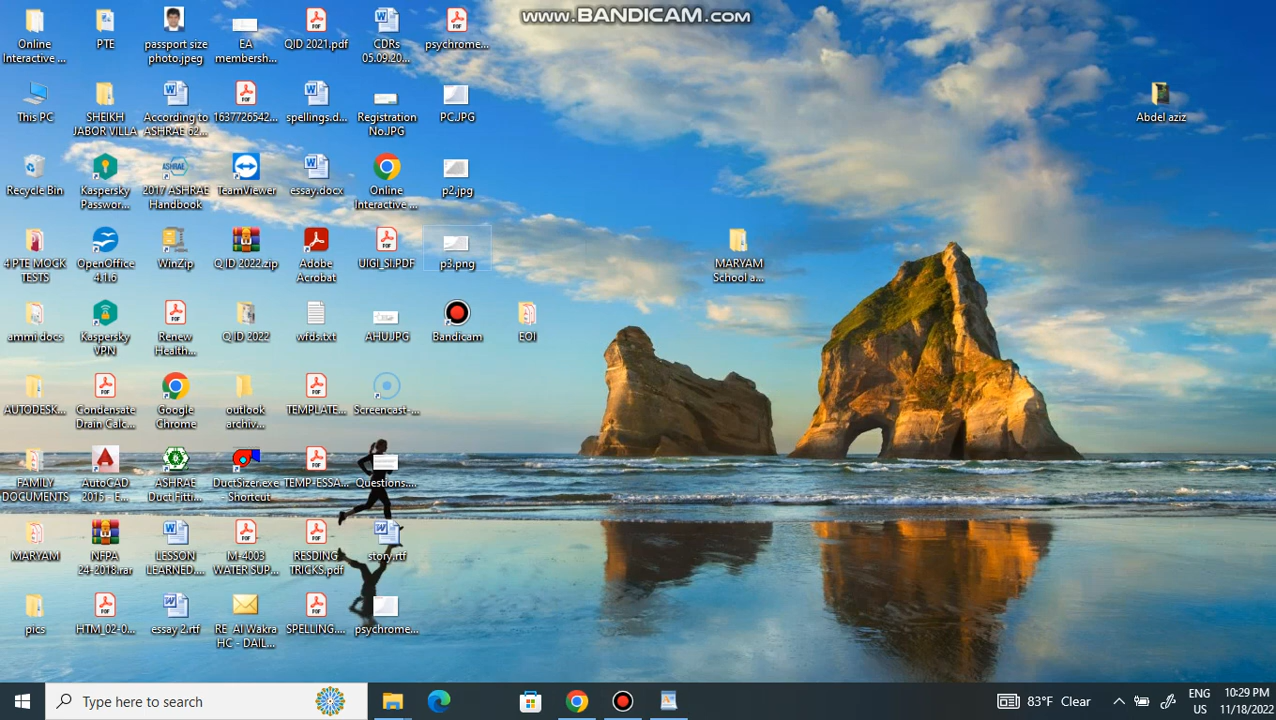 www.BANDICAM.com
Online
Interactive ...
PTE
passport size
photo.jpeg
EA
membersh...
QID 2021.pdf
CDRs
05.09.20...
psychrome...
This PC
SHEIKH
JABOR VILLA
According to
ASHRAE 62...
1637726542...
spellings.d...
Registration
No.JPG
PC.JPG
Abdel aziz
Recycle Bin
Kaspersky
Passwor...
2017 ASHRAE
Handbook
TeamViewer
essay.docx
Online
Interactive ...
p2.jpg
4 PTE MOCK
TESTS
OpenOffice
4.1.6
WinZip
Q ID 2022.zip
Adobe
Acrobat
UIGI_SI.PDF
p3.png
MARYAM
School a...
ammi docs
Kaspersky
VPN
Renew
Health...
Q ID 2022
wfds.txt
AHU.JPG
Bandicam
EOI
AUTODESK...
Condensate
Drain Calc...
Google
Chrome
outlook
archiv...
TEMPLATE...
Screencast-...
FAMILY
DOCUMENTS
AutoCAD
2015 - E...
ASHRAE
Duct Fitti...
DuctSizer.exe
- Shortcut
TEMP-ESSA...
Questions....
MARYAM
NFPA
24-2018.rar
LESSON
LEARNED....
M-4003
WATER SUP...
RESDING
TRICKS.pdf
story.rtf
pics
HTM_02-0...
essay 2.rtf
RE_ Al Wakra
HC - DAIL...
SPELLING....
psychrome...
Type here to search
83°F Clear
ENG
US
10:29 PM
11/18/2022